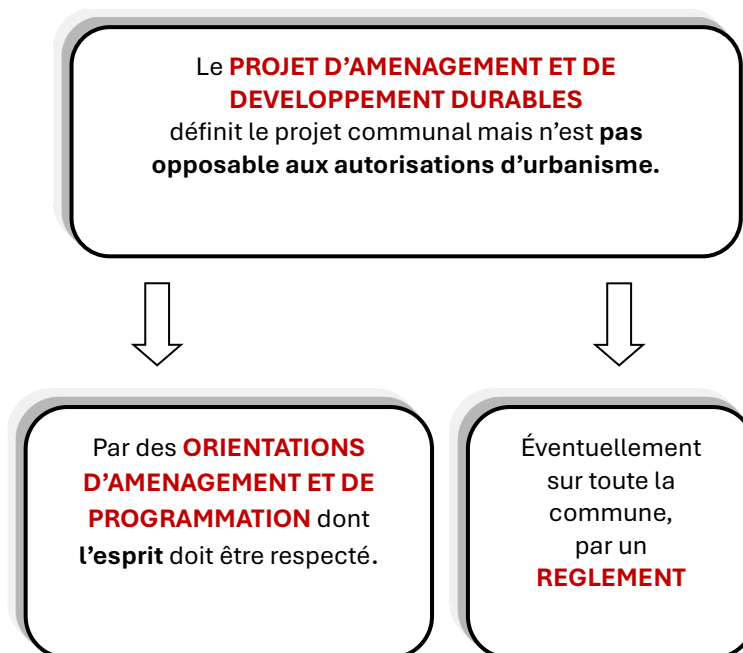 Le PROJET D’AMENAGEMENT ET DE
DEVELOPPEMENT DURABLES
définit le projet communal mais n’est pas
opposable aux autorisations d’urbanisme.
Par des ORIENTATIONS
D’AMENAGEMENT ET DE
PROGRAMMATION dont
l’esprit doit être respecté.
Éventuellement
sur toute la
commune,
par un
REGLEMENT